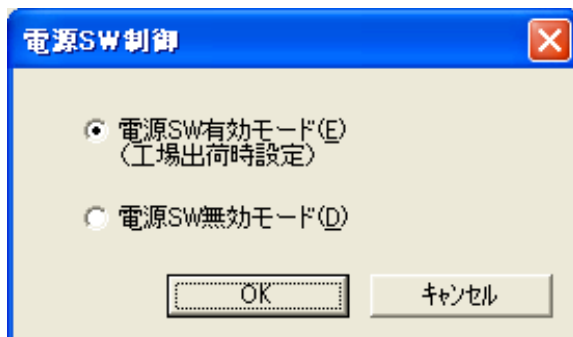 電源SW制御
電源SW有効モード(E)
(工場出荷時設定)
電源SW無効モード(D)
OK
ｷｬﾝｾﾙ